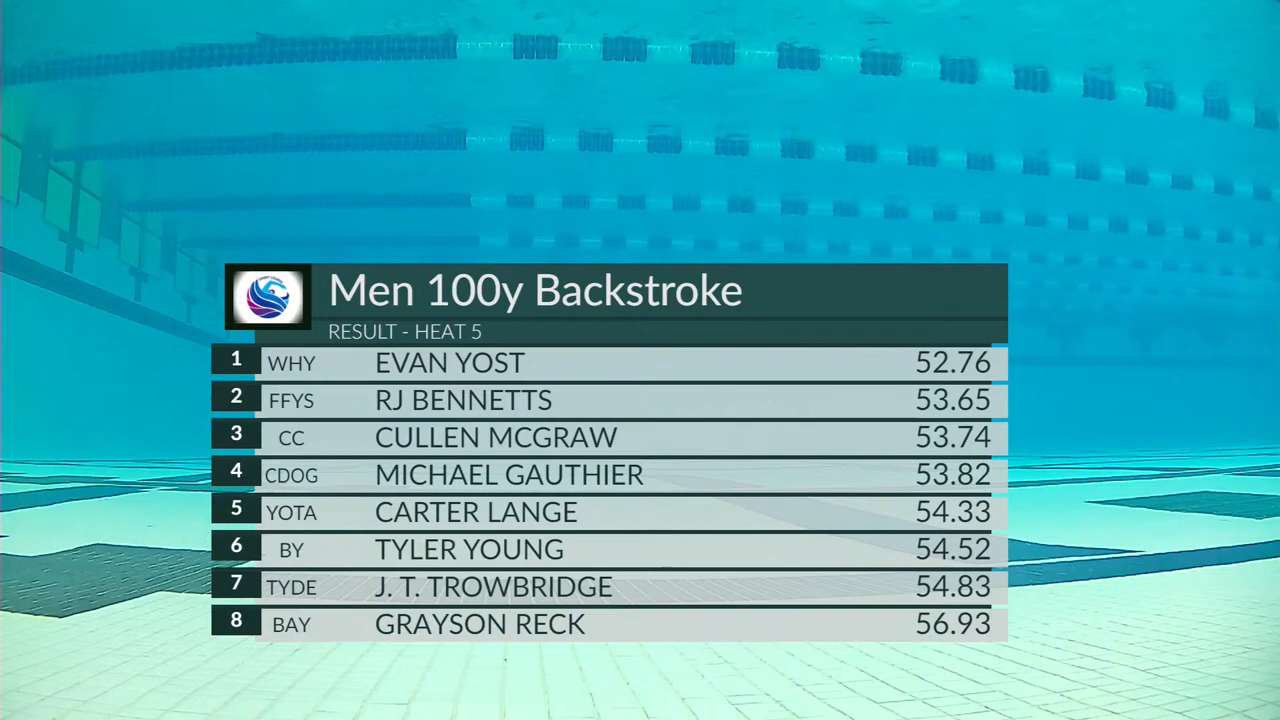 Men 100y Backstroke
RESULT - HEAT 5
1 WHY EVAN YOST 52.76
2 FFYS RJ BENNETTS 53.65
3 CC CULLEN MCGRAW 53.74
4 CDOG MICHAEL GAUTHIER 53.82
5 YOTA CARTER LANGE 54.33
6 BY TYLER YOUNG 54.52
7 TYDE J. T. TROWBRIDGE 54.83
8 BAY GRAYSON RECK 56.93